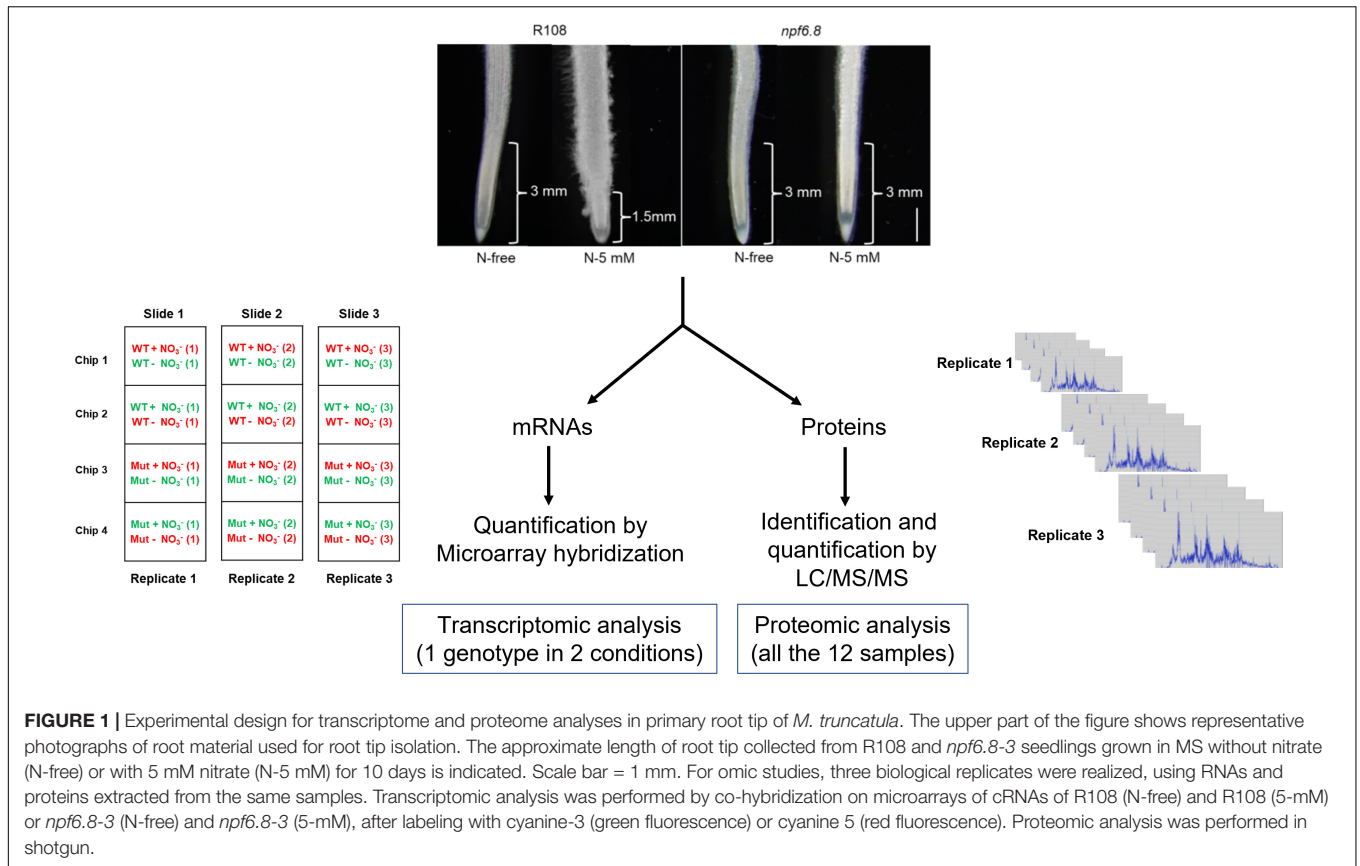 R108 npf6.8
3 mm
1.5mm
3 mm
3 mm
N-free N-5 mM N-free N-5 mM
Slide 1 Slide 2 Slide 3
Chip 1
WT + NO₃⁻ (1) WT + NO₃⁻ (2) WT + NO₃⁻ (3)
WT - NO₃⁻ (1) WT - NO₃⁻ (2) WT - NO₃⁻ (3)
Chip 2
WT + NO₃⁻ (1) WT + NO₃⁻ (2) WT + NO₃⁻ (3)
WT - NO₃⁻ (1) WT - NO₃⁻ (2) WT - NO₃⁻ (3)
Chip 3
Mut + NO₃⁻ (1) Mut + NO₃⁻ (2) Mut + NO₃⁻ (3)
Mut - NO₃⁻ (1) Mut - NO₃⁻ (2) Mut - NO₃⁻ (3)
Chip 4
Mut + NO₃⁻ (1) Mut + NO₃⁻ (2) Mut + NO₃⁻ (3)
Mut - NO₃⁻ (1) Mut - NO₃⁻ (2) Mut - NO₃⁻ (3)
Replicate 1 Replicate 2 Replicate 3
mRNAs
Quantification by
Microarray hybridization
Transcriptomic analysis
(1 genotype in 2 conditions)
Proteins
Identification and
quantification by
LC/MS/MS
Proteomic analysis
(all the 12 samples)
Replicate 1
Replicate 2
Replicate 3
FIGURE 1 | Experimental design for transcriptome and proteome analyses in primary root tip of M. truncatula. The upper part of the figure shows representative
photographs of root material used for root tip isolation. The approximate length of root tip collected from R108 and npf6.8-3 seedlings grown in MS without nitrate
(N-free) or with 5 mM nitrate (N-5 mM) for 10 days is indicated. Scale bar = 1 mm. For omic studies, three biological replicates were realized, using RNAs and
proteins extracted from the same samples. Transcriptomic analysis was performed by co-hybridization on microarrays of cRNAs of R108 (N-free) and R108 (5-mM)
or npf6.8-3 (N-free) and npf6.8-3 (5-mM), after labeling with cyanine-3 (green fluorescence) or cyanine 5 (red fluorescence). Proteomic analysis was performed in
shotgun.